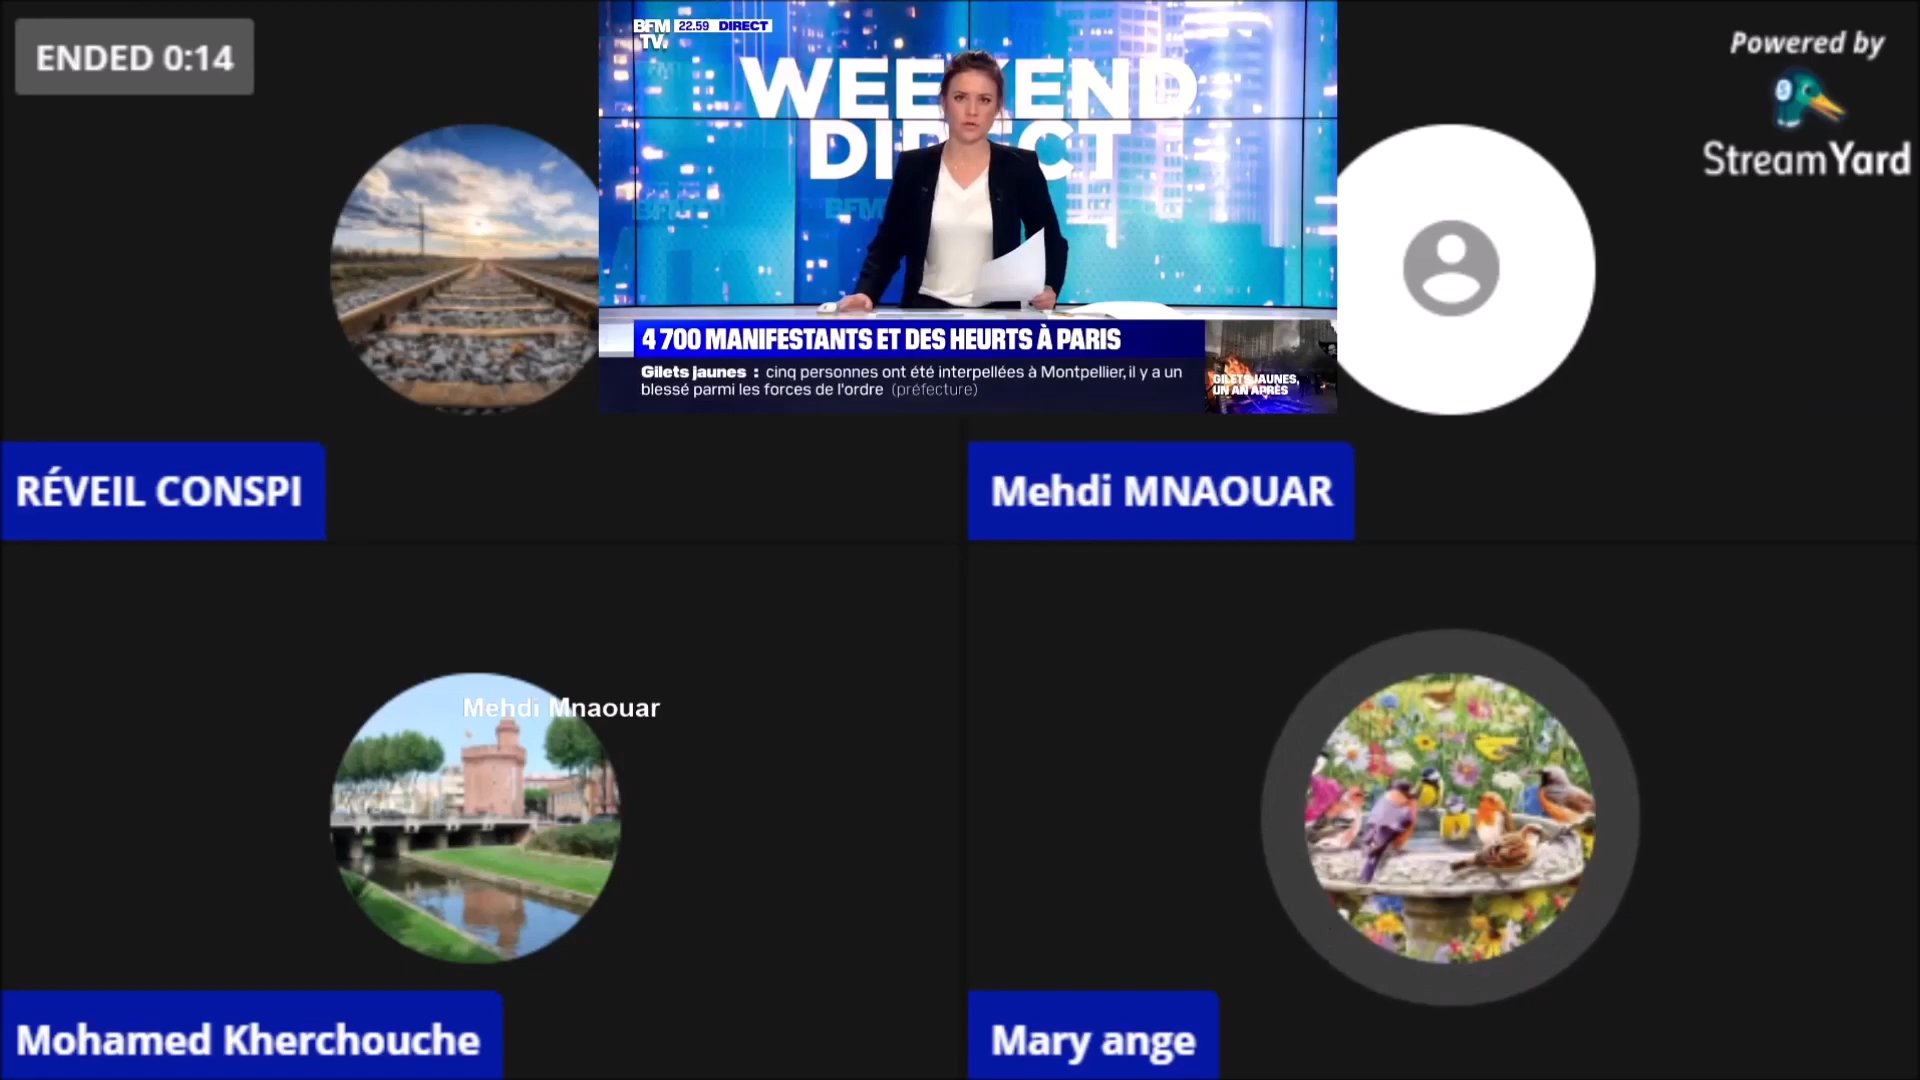 ENDED 0:14
BFM
TV.
22.59 DIRECT
WEEKEND
DIRECT
Powered by
StreamYard
4 700 MANIFESTANTS ET DES HEURTS À PARIS
Gilets jaunes : cinq personnes ont été interpellées à Montpellier, il y a un
blessé parmi les forces de l'ordre (préfecture)
GILETS JAUNES,
UN AN APRÈS
RÉVEIL CONSPI
Mehdi MNAOUAR
Mehdi Mnaouar
Mohamed Kherchouche
Mary ange